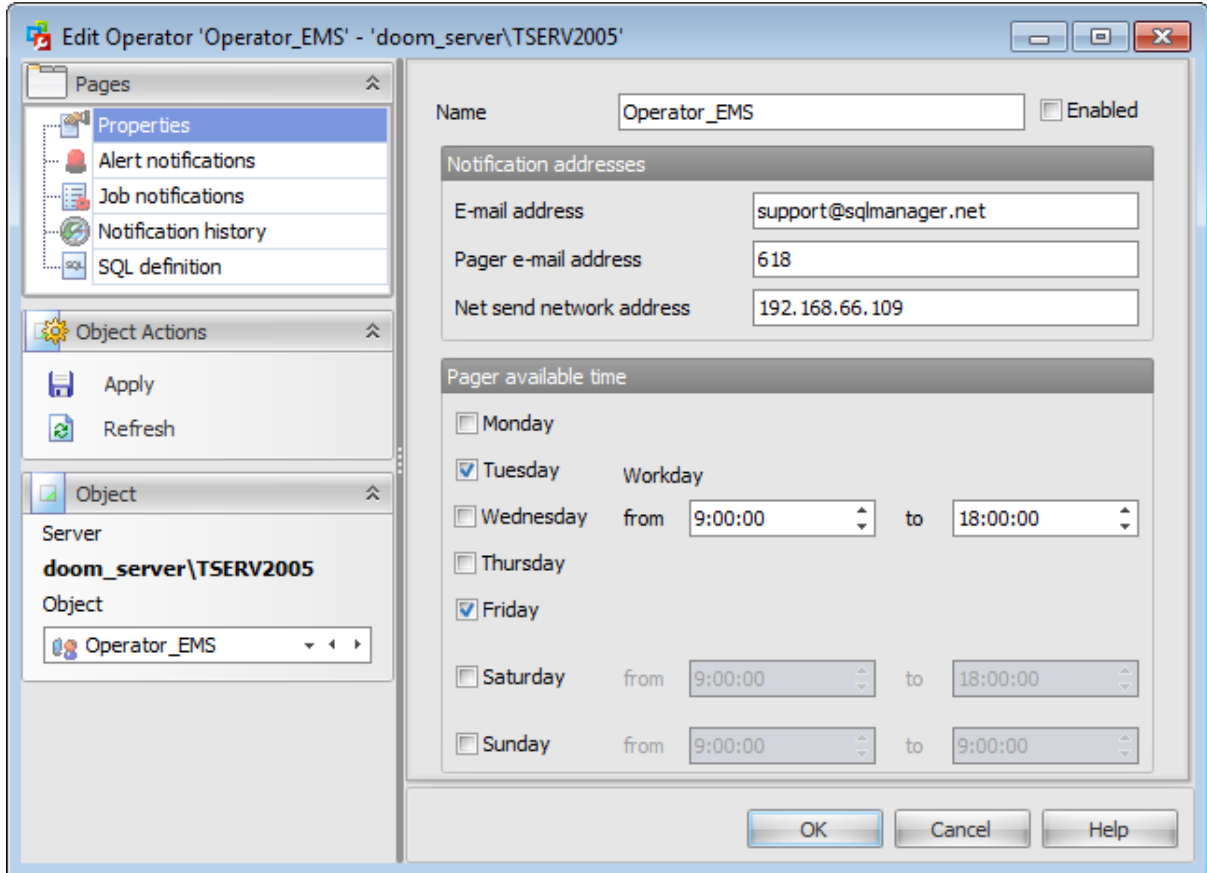 Edit Operator 'Operator_EMS' - 'doom_server\TSERV2005'
Pages
Properties
Alert notifications
Job notifications
Notification history
SQL
SQL definition
Object Actions
Apply
Refresh
Object
Server
doom_server\TSERV2005
Object
Operator_EMS
Name Operator_EMS Enabled
Notification addresses
E-mail address support@sqlmanager.net
Pager e-mail address 618
Net send network address 192.168.66.109
Pager available time
Monday
Tuesday Workday
Wednesday from 9:00:00 to 18:00:00
Thursday
Friday
Saturday from 9:00:00 to 18:00:00
Sunday from 9:00:00 to 9:00:00
OK Cancel Help